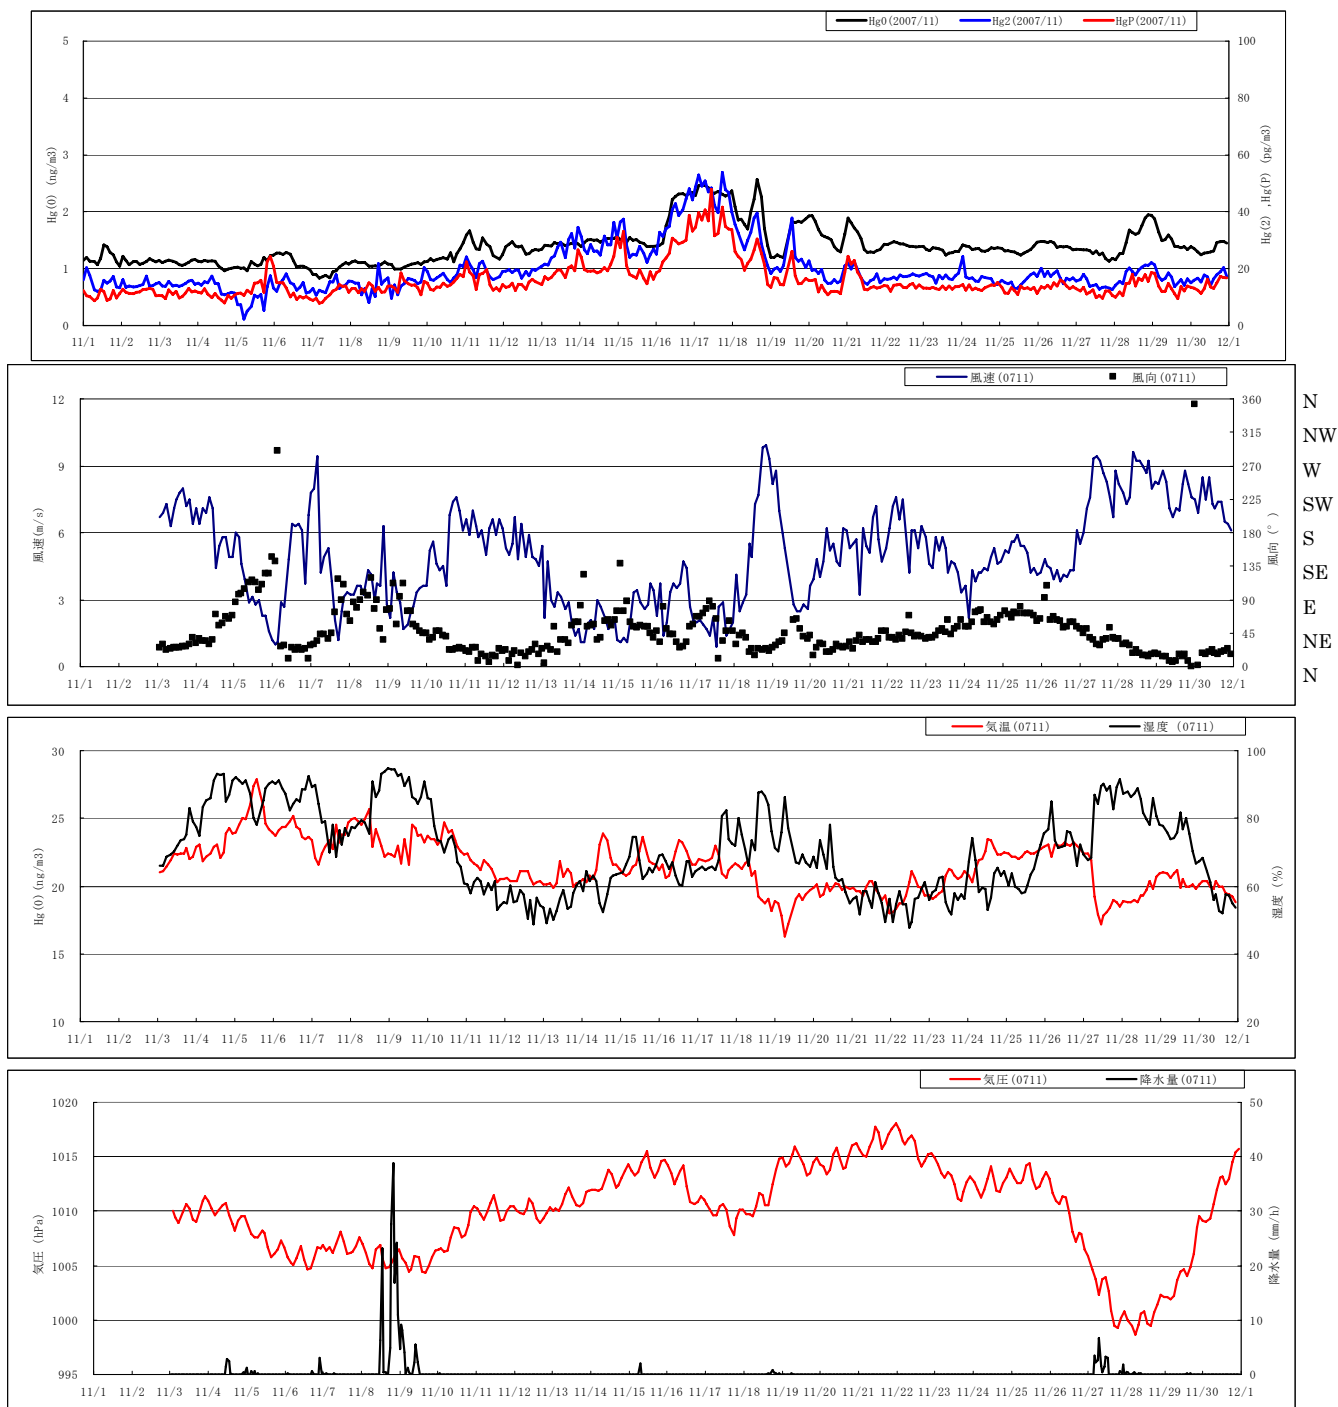 Hg0(2007/11) Hg2(2007/11) HgP(2007/11)
5 100
4 80
3 60
2 40
1 20
0 0
Hg(0) (ng/m3)
Hg(2) ,Hg(P) (pg/m3)
11/1 11/2 11/3 11/4 11/5 11/6 11/7 11/8 11/9 11/10 11/11 11/12 11/13 11/14 11/15 11/16 11/17 11/18 11/19 11/20 11/21 11/22 11/23 11/24 11/25 11/26 11/27 11/28 11/29 11/30 12/1
風速(0711) 風向(0711)
12 360 N
315 NW
9 270 W
225 SW
6 180 S
135 SE
3 90 E
45 NE
0 0 N
風速(m/s)
風向(°)
11/1 11/2 11/3 11/4 11/5 11/6 11/7 11/8 11/9 11/10 11/11 11/12 11/13 11/14 11/15 11/16 11/17 11/18 11/19 11/20 11/21 11/22 11/23 11/24 11/25 11/26 11/27 11/28 11/29 11/30 12/1
気温(0711) 湿度 (0711)
30 100
25 80
20 60
15 40
10 20
Hg(0)(ng/m3)
湿度 (%)
11/1 11/2 11/3 11/4 11/5 11/6 11/7 11/8 11/9 11/10 11/11 11/12 11/13 11/14 11/15 11/16 11/17 11/18 11/19 11/20 11/21 11/22 11/23 11/24 11/25 11/26 11/27 11/28 11/29 11/30 12/1
気圧(0711) 降水量(0711)
1020 50
1015 40
1010 30
1005 20
1000 10
995 0
気圧 (hPa)
降水量 (mm/h)
11/1 11/2 11/3 11/4 11/5 11/6 11/7 11/8 11/9 11/10 11/11 11/12 11/13 11/14 11/15 11/16 11/17 11/18 11/19 11/20 11/21 11/22 11/23 11/24 11/25 11/26 11/27 11/28 11/29 11/30 12/1